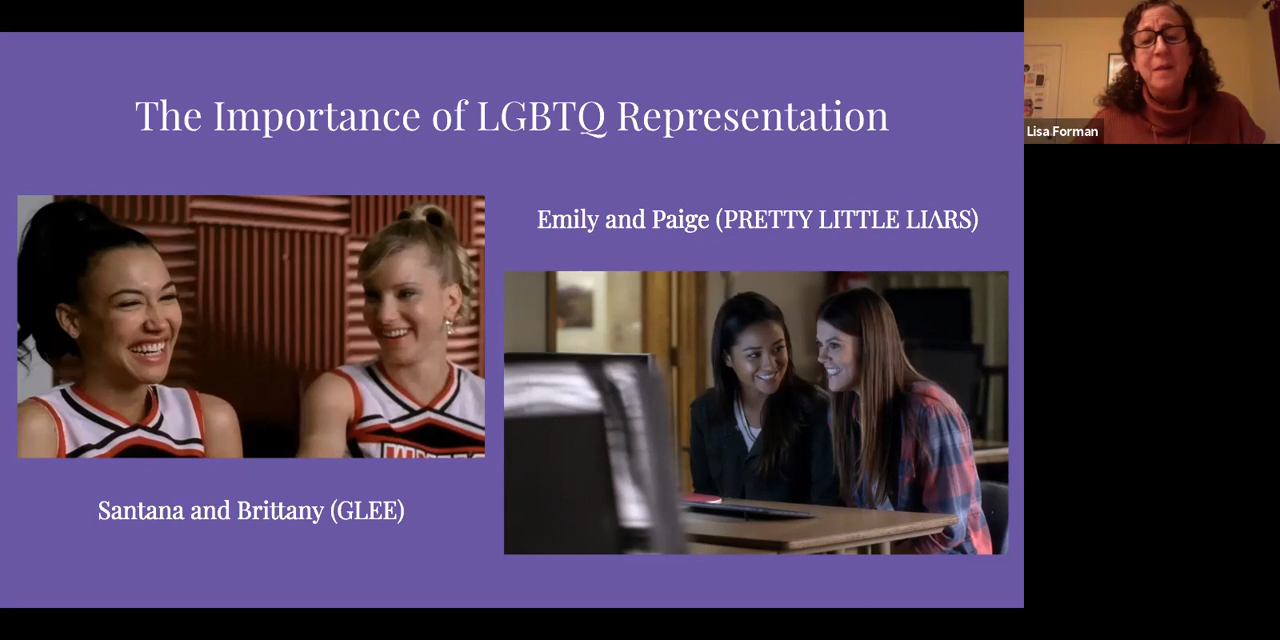 The Importance of LGBTQ Representation
Emily and Paige (PRETTY LITTLE LIARS)
Santana and Brittany (GLEE)
Lisa Forman